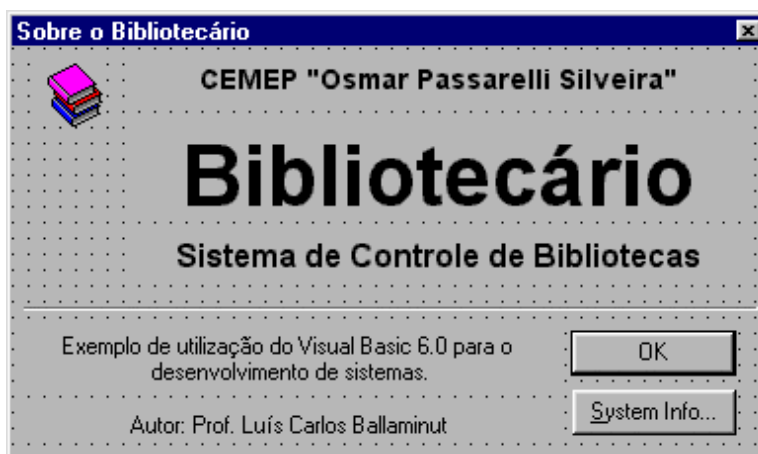 Sobre o Bibliotecário
CEMEP "Osmar Passarelli Silveira"
Bibliotecário
Sistema de Controle de Bibliotecas
Exemplo de utilização do Visual Basic 6.0 para o
desenvolvimento de sistemas.
OK
System Info...
Autor: Prof. Luís Carlos Ballaminut